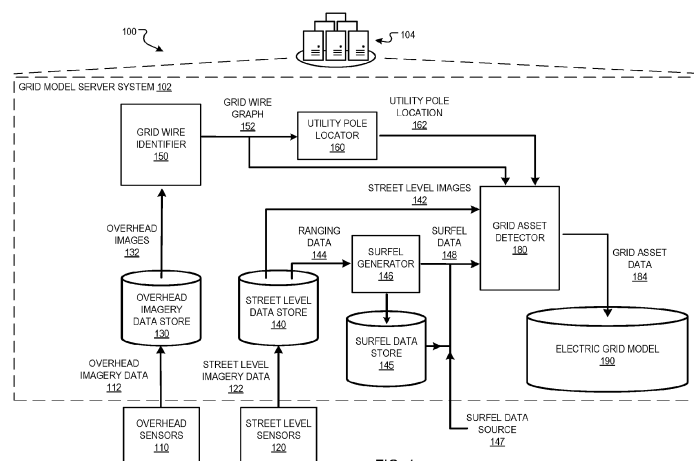 100
104
GRID MODEL SERVER SYSTEM 102
GRID WIRE
GRAPH
152
UTILITY POLE
LOCATION
162
GRID WIRE
IDENTIFIER
150
UTILITY POLE
LOCATOR
160
STREET LEVEL IMAGES
142
OVERHEAD
IMAGES
132
RANGING
DATA
144
SURFEL
GENERATOR
146
SURFEL
DATA
148
GRID ASSET
DETECTOR
180
GRID ASSET
DATA
184
OVERHEAD
IMAGERY
DATA STORE
130
STREET LEVEL
DATA STORE
140
SURFEL DATA
STORE
145
ELECTRIC GRID MODEL
190
OVERHEAD
IMAGERY DATA
112
STREET LEVEL
IMAGERY DATA
122
OVERHEAD
SENSORS
110
STREET LEVEL
SENSORS
120
SURFEL DATA
SOURCE
147